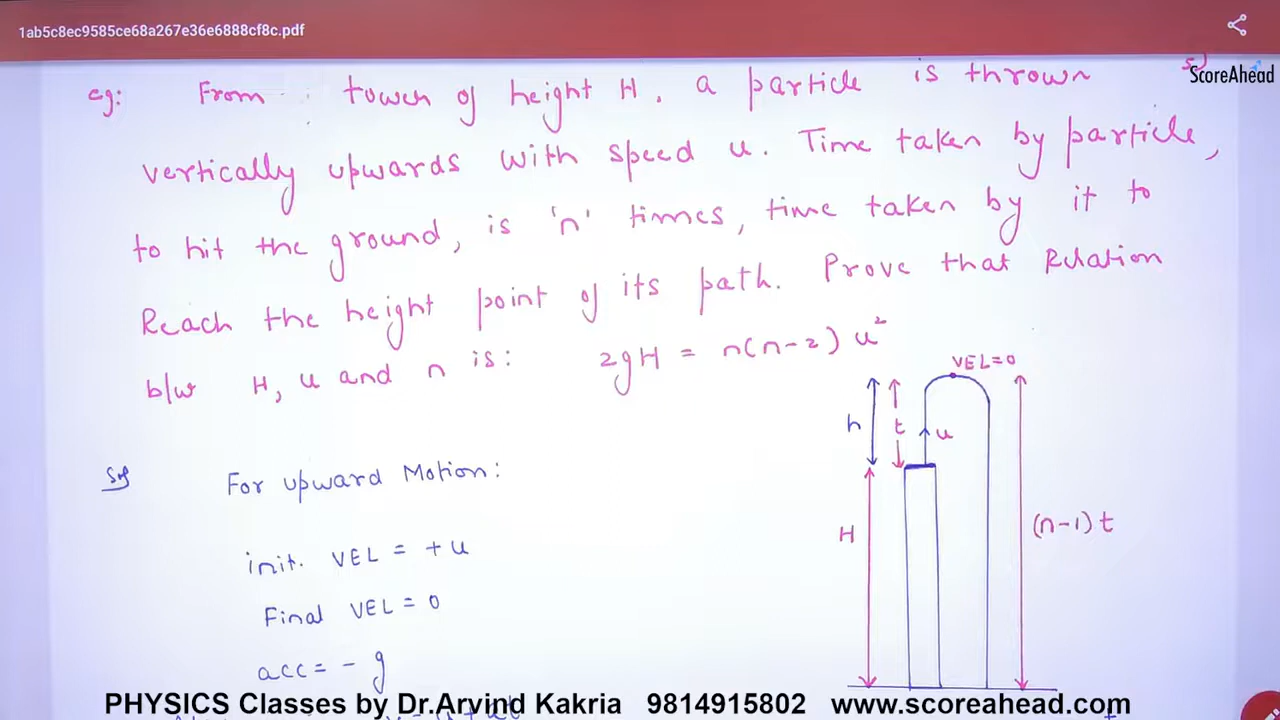 1ab5c8ec9585ce68a267e36e6888cf8c.pdf
ScoreAhead
eg: From tower of height H, a particle is thrown
vertically upwards with speed u. Time taken by particle,
to hit the ground, is 'n' times, time taken by it to
Reach the height point of its path. Prove that Relation
b/w H, u and n is: 2gH = n(n-2) u²
VEL=0
h
t
u
Sol
For upward Motion:
H
(n-1) t
init. VEL = +u
Final VEL = 0
acc = - g
PHYSICS Classes by Dr.Arvind Kakria 9814915802 www.scoreahead.com